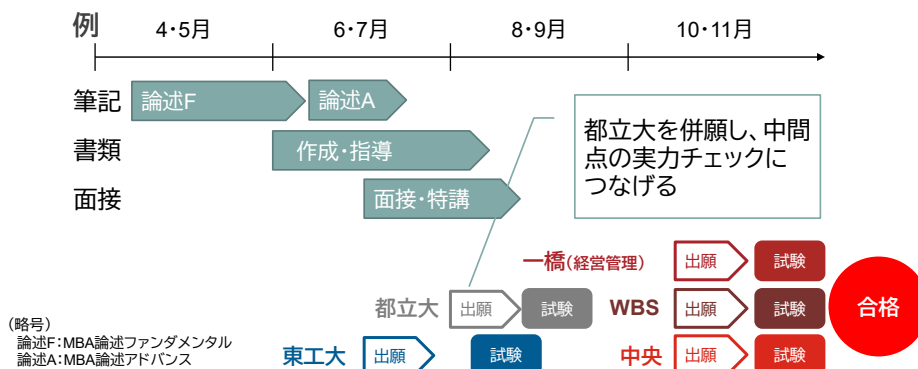 例
4・5月
6・7月
8・9月
10・11月
筆記
論述F
論述A
書類
作成・指導
面接
面接・特講
都立大を併願し、中間
点の実力チェックに
つなげる
一橋(経営管理)
出願
試験
都立大
出願
試験
WBS
出願
試験
合格
(略号)
論述F:MBA論述ファンダメンタル
論述A:MBA論述アドバンス
東工大
出願
試験
中央
出願
試験